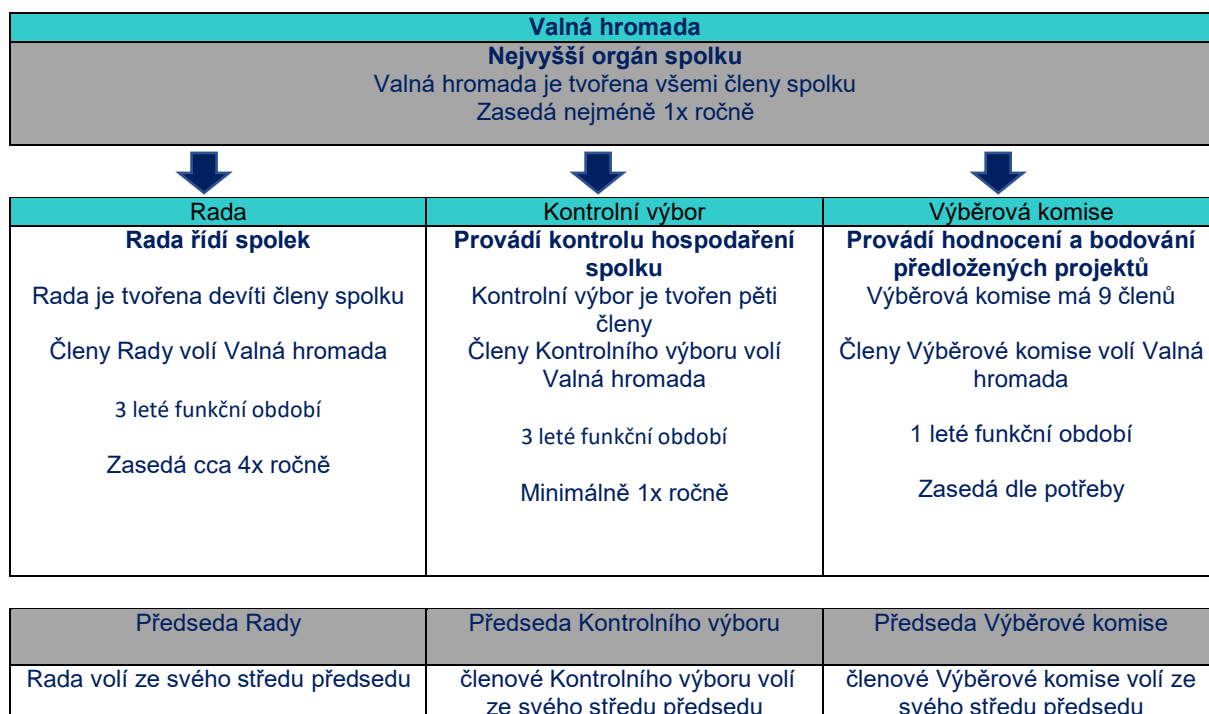 Valná hromada
Nejvyšší orgán spolku
Valná hromada je tvořena všemi členy spolku
Zasedá nejméně 1x ročně
Rada
Rada řídí spolek
Rada je tvořena devíti členy spolku
Členy Rady volí Valná hromada
3 leté funkční období
Zasedá cca 4x ročně
Kontrolní výbor
Provádí kontrolu hospodaření
spolku
Kontrolní výbor je tvořen pěti
členy
Členy Kontrolního výboru volí
Valná hromada
3 leté funkční období
Minimálně 1x ročně
Výběrová komise
Provádí hodnocení a bodování
předložených projektů
Výběrová komise má 9 členů
Členy Výběrové komise volí Valná
hromada
1 leté funkční období
Zasedá dle potřeby
Předseda Rady
Rada volí ze svého středu předsedu
Předseda Kontrolního výboru
členové Kontrolního výboru volí
ze svého středu předsedu
Předseda Výběrové komise
členové Výběrové komise volí ze
svého středu předsedu